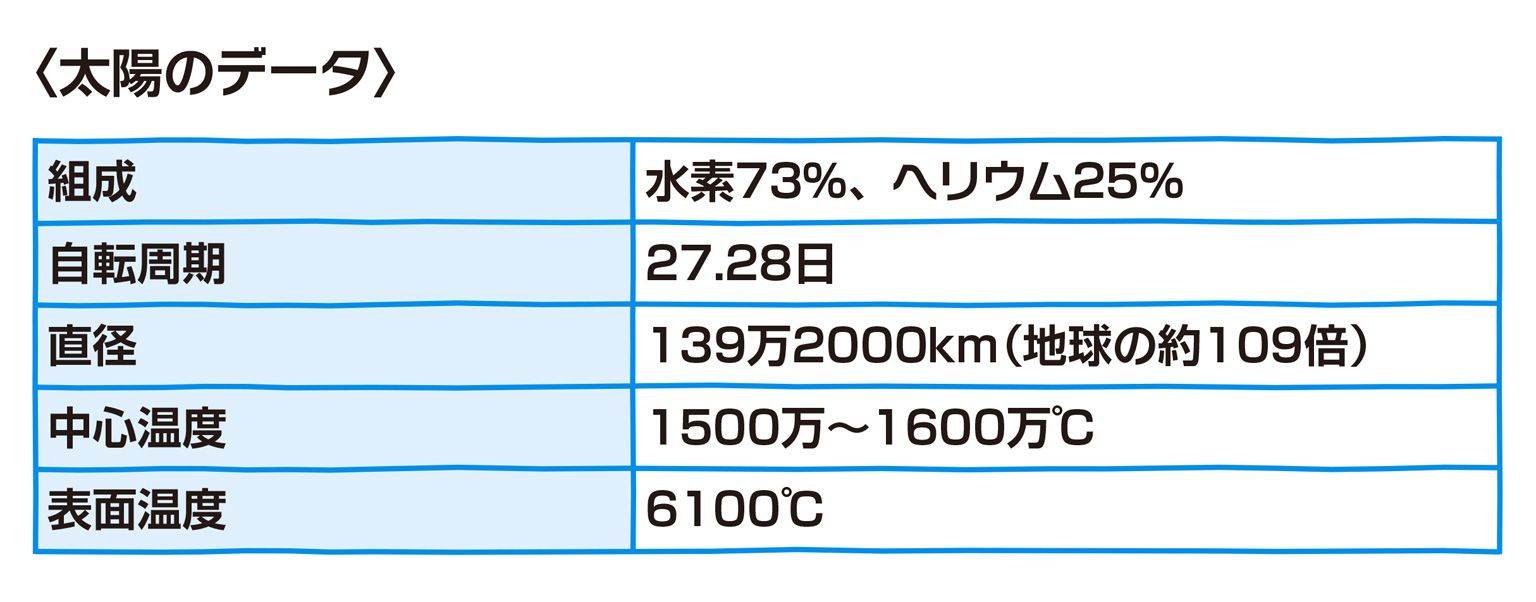 〈太陽のデータ〉
組成 水素73%、ヘリウム25%
自転周期 27.28日
直径 139万2000km（地球の約109倍）
中心温度 1500万～1600万℃
表面温度 6100℃